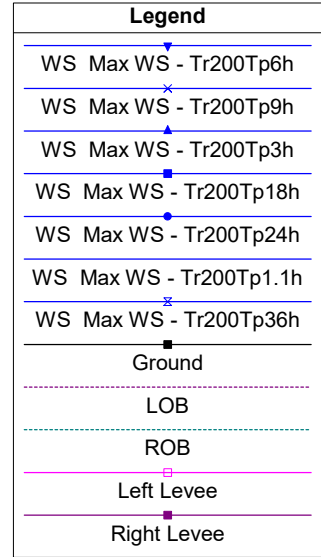 Legend
WS Max WS - Tr200Tp6h
WS Max WS - Tr200Tp9h
WS Max WS - Tr200Tp3h
WS Max WS - Tr200Tp18h
WS Max WS - Tr200Tp24h
WS Max WS - Tr200Tp1.1h
WS Max WS - Tr200Tp36h
Ground
LOB
ROB
Left Levee
Right Levee